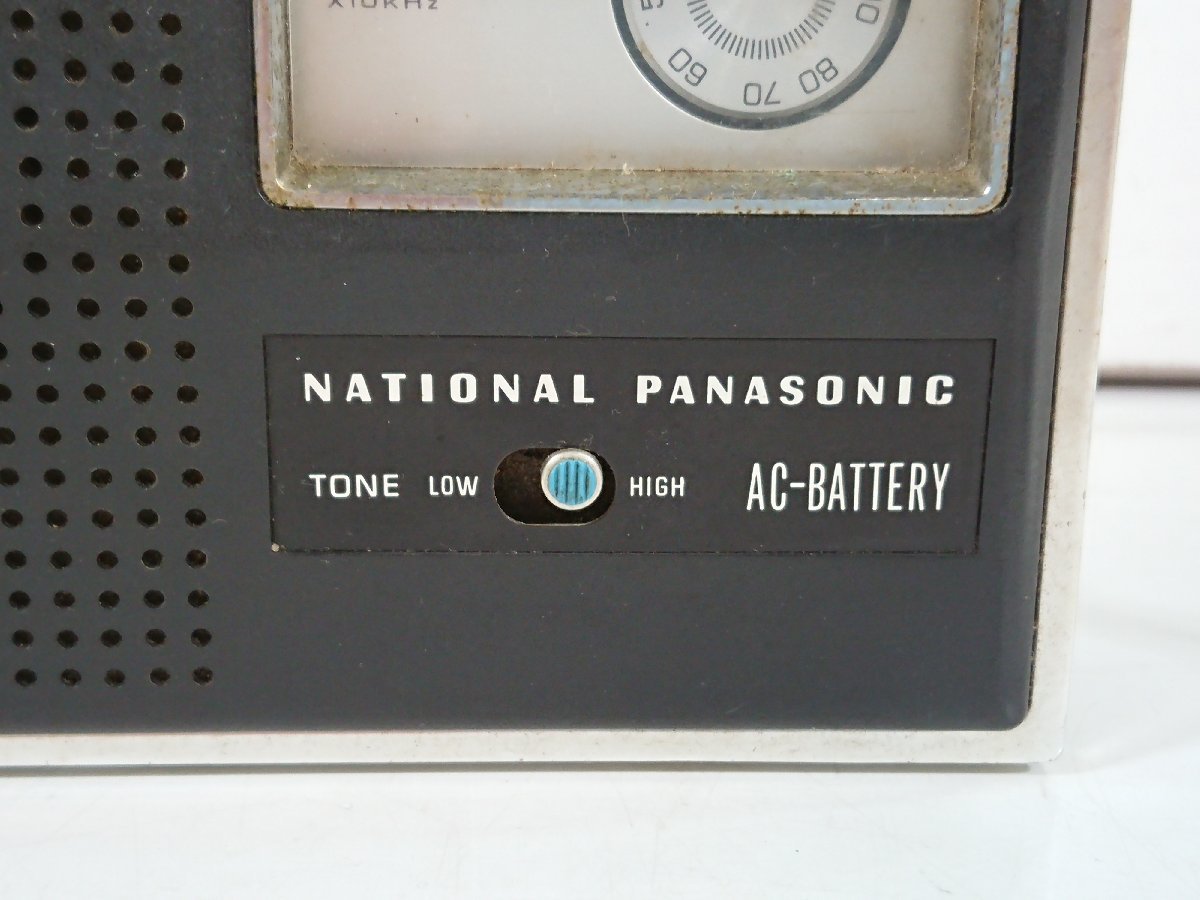 X10KHz
60 70 80
NATIONAL PANASONIC
TONE LOW HIGH AC-BATTERY